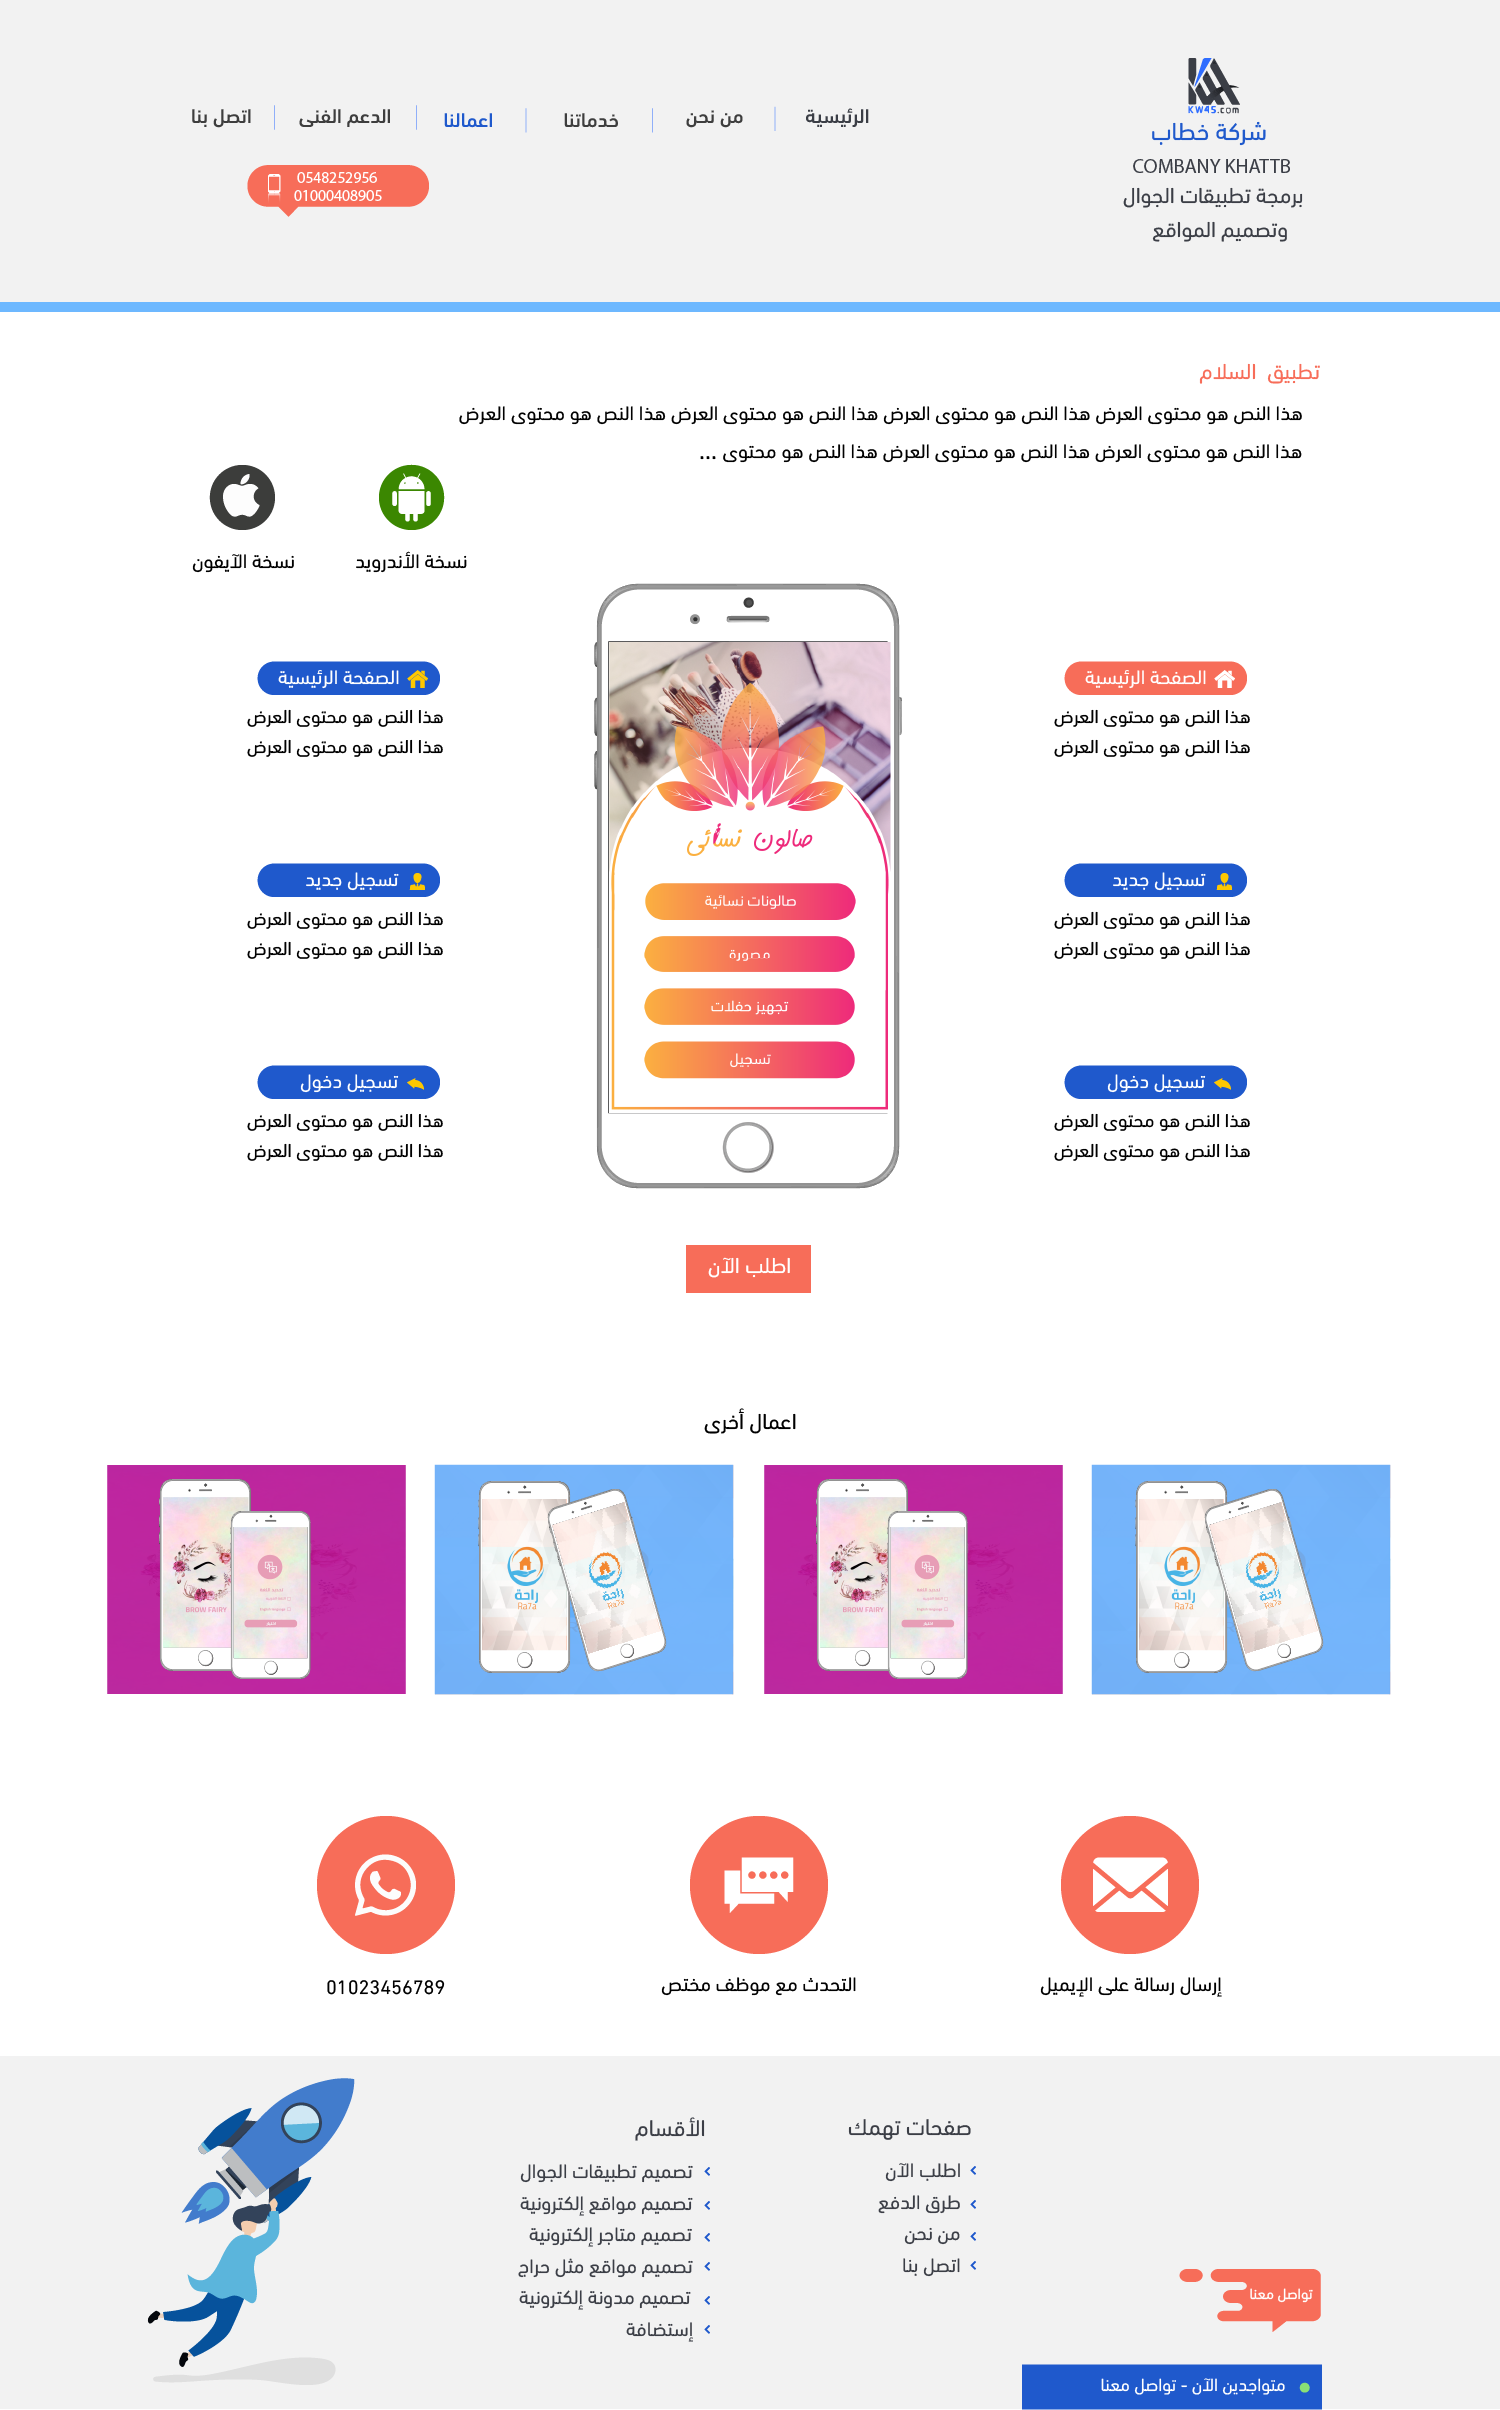 KW4S.com
شركة خطاب
COMBANY KHATTB
برمجة تطبيقات الجوال
وتصميم المواقع
الرئيسية
من نحن
خدماتنا
اعمالنا
الدعم الفنى
اتصل بنا
0548252956
01000408905
تطبيق السلام
هذا النص هو محتوى العرض هذا النص هو محتوى العرض هذا النص هو محتوى العرض هذا النص هو محتوى العرض
هذا النص هو محتوى العرض هذا النص هو محتوى العرض هذا النص هو محتوى ...
نسخة الأندرويد
نسخة الآيفون
الصفحة الرئيسية
هذا النص هو محتوى العرض
هذا النص هو محتوى العرض
تسجيل جديد
هذا النص هو محتوى العرض
هذا النص هو محتوى العرض
تسجيل دخول
هذا النص هو محتوى العرض
هذا النص هو محتوى العرض
صالون نسائى
صالونات نسائية
مصورة
تجهيز حفلات
تسجيل
الصفحة الرئيسية
هذا النص هو محتوى العرض
هذا النص هو محتوى العرض
تسجيل جديد
هذا النص هو محتوى العرض
هذا النص هو محتوى العرض
تسجيل دخول
هذا النص هو محتوى العرض
هذا النص هو محتوى العرض
اطلب الآن
اعمال أخرى
راحة
Ra7a
راحة
Ra7a
BROW FAIRY
راحة
Ra7a
راحة
Ra7a
BROW FAIRY
إرسال رسالة على الإيميل
التحدث مع موظف مختص
01023456789
صفحات تهمك
اطلب الآن
طرق الدفع
من نحن
اتصل بنا
الأقسام
تصميم تطبيقات الجوال
تصميم مواقع إلكترونية
تصميم متاجر إلكترونية
تصميم مواقع مثل حراج
تصميم مدونة إلكترونية
إستضافة
تواصل معنا
متواجدين الآن - تواصل معنا